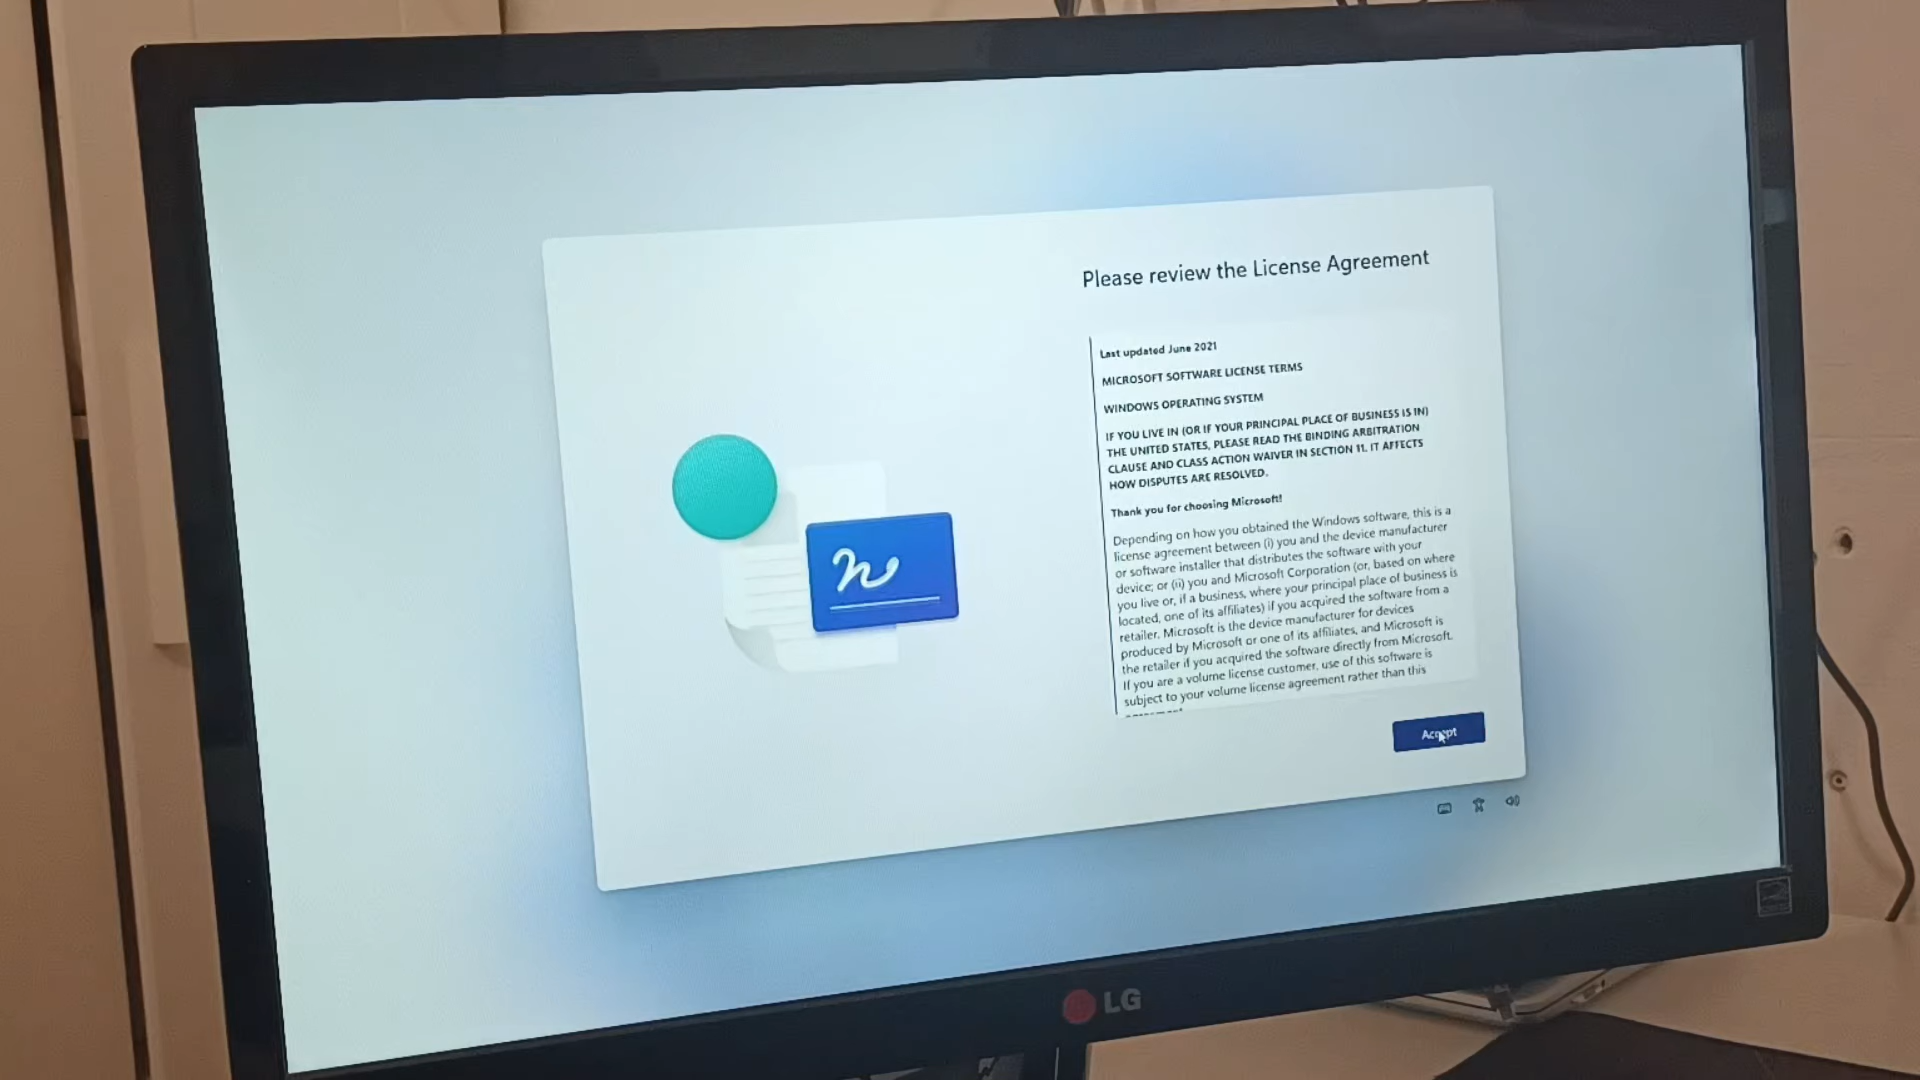 Please review the License Agreement
Last updated June 2021
MICROSOFT SOFTWARE LICENSE TERMS
WINDOWS OPERATING SYSTEM
IF YOU LIVE IN (OR IF YOUR PRINCIPAL PLACE OF BUSINESS IS IN)
THE UNITED STATES, PLEASE READ THE BINDING ARBITRATION
CLAUSE AND CLASS ACTION WAIVER IN SECTION 11. IT AFFECTS
HOW DISPUTES ARE RESOLVED.
Thank you for choosing Microsoft!
Depending on how you obtained the Windows software, this is a
license agreement between (i) you and the device manufacturer
or software installer that distributes the software with your
device; or (ii) you and Microsoft Corporation (or, based on where
you live or, if a business, where your principal place of business is
located, one of its affiliates) if you acquired the software from a
retailer. Microsoft is the device manufacturer for devices
produced by Microsoft or one of its affiliates, and Microsoft is
the retailer if you acquired the software directly from Microsoft.
If you are a volume license customer, use of this software is
subject to your volume license agreement rather than this
Accept
LG